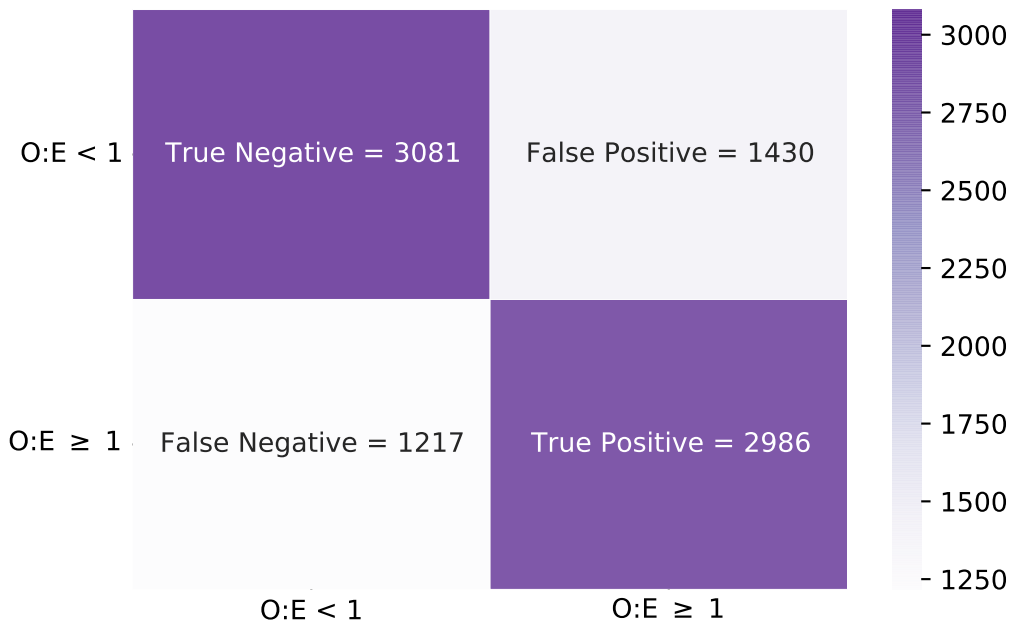 O:E < 1
True Negative = 3081
False Positive = 1430
O:E ≥ 1
False Negative = 1217
True Positive = 2986
O:E < 1
O:E ≥ 1
3000
2750
2500
2250
2000
1750
1500
1250